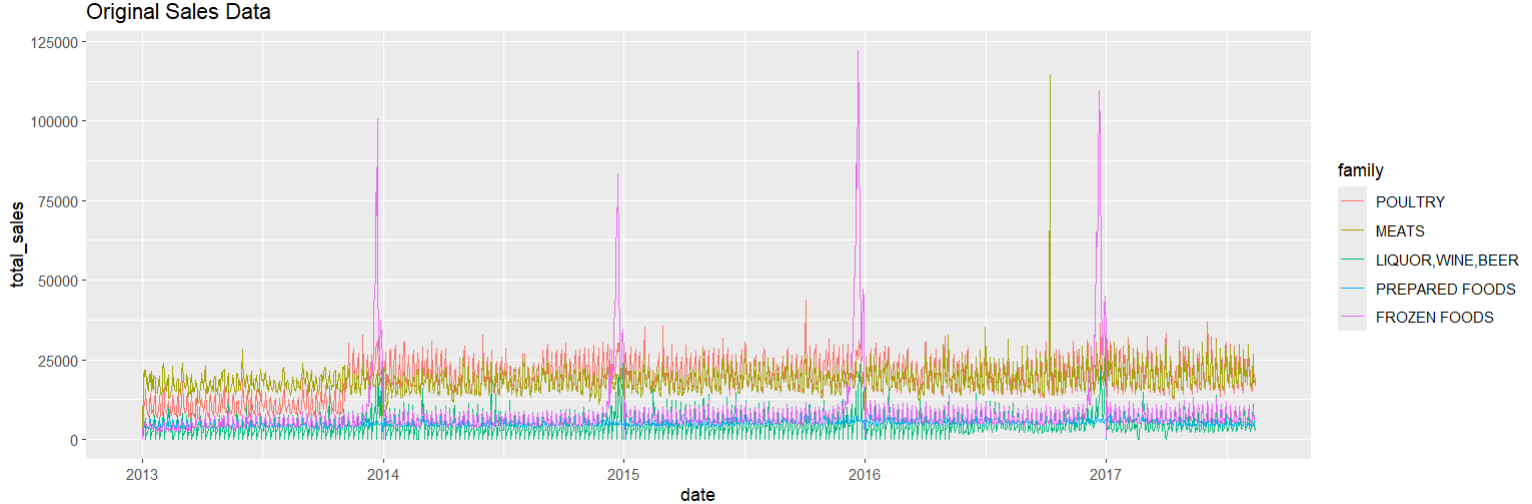 Original Sales Data
125000
100000
75000
50000
25000
0
total_sales
2013
2014
2015
2016
2017
date
family
POULTRY
MEATS
LIQUOR,WINE,BEER
PREPARED FOODS
FROZEN FOODS